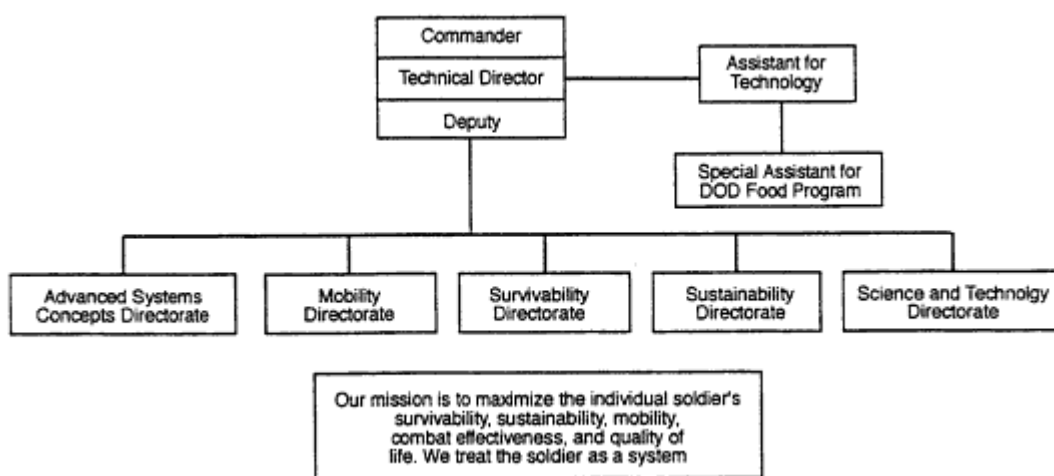 Commander
Technical Director
Deputy
Assistant for
Technology
Special Assistant for
DOD Food Program
Advanced Systems
Concepts Directorate
Mobility
Directorate
Survivability
Directorate
Sustainability
Directorate
Science and Technolgy
Directorate
Our mission is to maximize the individual soldier's
survivability, sustainability, mobility,
combat effectiveness, and quality of
life. We treat the soldier as a system